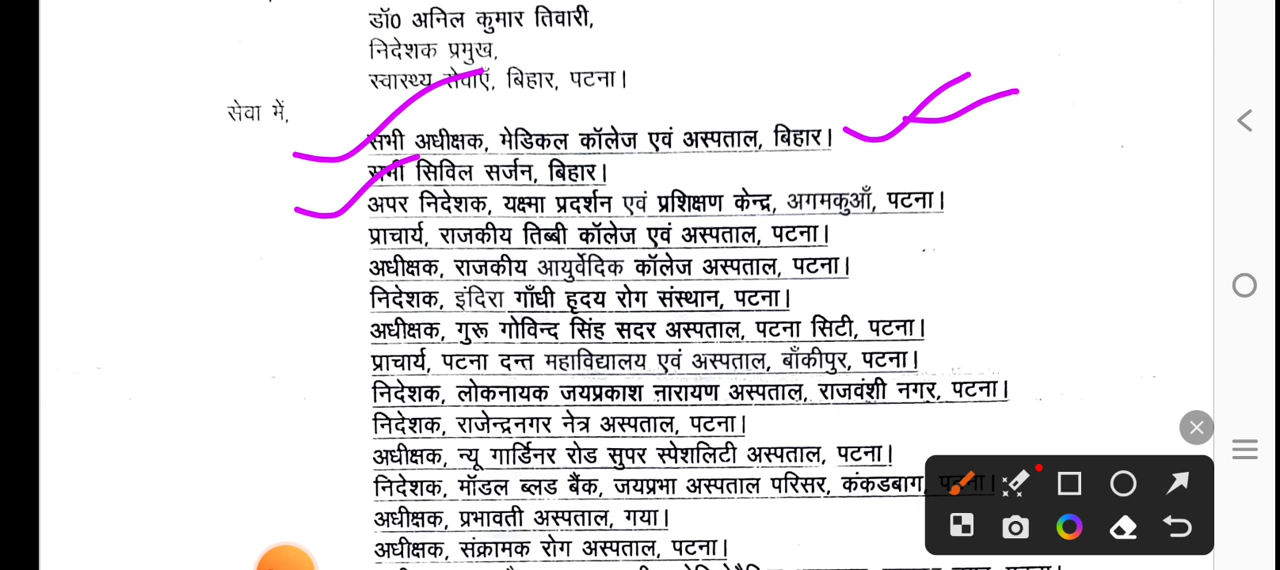 डॉ0 अनिल कुमार तिवारी,
निदेशक प्रमुख,
स्वास्थ्य सेवाएँ, बिहार, पटना।
सेवा में,
सभी अधीक्षक, मेडिकल कॉलेज एवं अस्पताल, बिहार।
सभी सिविल सर्जन, बिहार।
अपर निदेशक, यक्ष्मा प्रदर्शन एवं प्रशिक्षण केन्द्र, अगमकुआँ, पटना।
प्राचार्य, राजकीय तिब्बी कॉलेज एवं अस्पताल, पटना।
अधीक्षक, राजकीय आयुर्वेदिक कॉलेज अस्पताल, पटना।
निदेशक, इंदिरा गाँधी हृदय रोग संस्थान, पटना।
अधीक्षक, गुरू गोविन्द सिंह सदर अस्पताल, पटना सिटी, पटना।
प्राचार्य, पटना दन्त महाविद्यालय एवं अस्पताल, बाँकीपुर, पटना।
निदेशक, लोकनायक जयप्रकाश नारायण अस्पताल, राजवंशी नगर, पटना।
निदेशक, राजेन्द्रनगर नेत्र अस्पताल, पटना।
अधीक्षक, न्यू गार्डिनर रोड सुपर स्पेशलिटी अस्पताल, पटना।
निदेशक, मॉडल ब्लड बैंक, जयप्रभा अस्पताल परिसर, कंकडबाग, पटना।
अधीक्षक, प्रभावती अस्पताल, गया।
अधीक्षक, संक्रामक रोग अस्पताल, पटना।